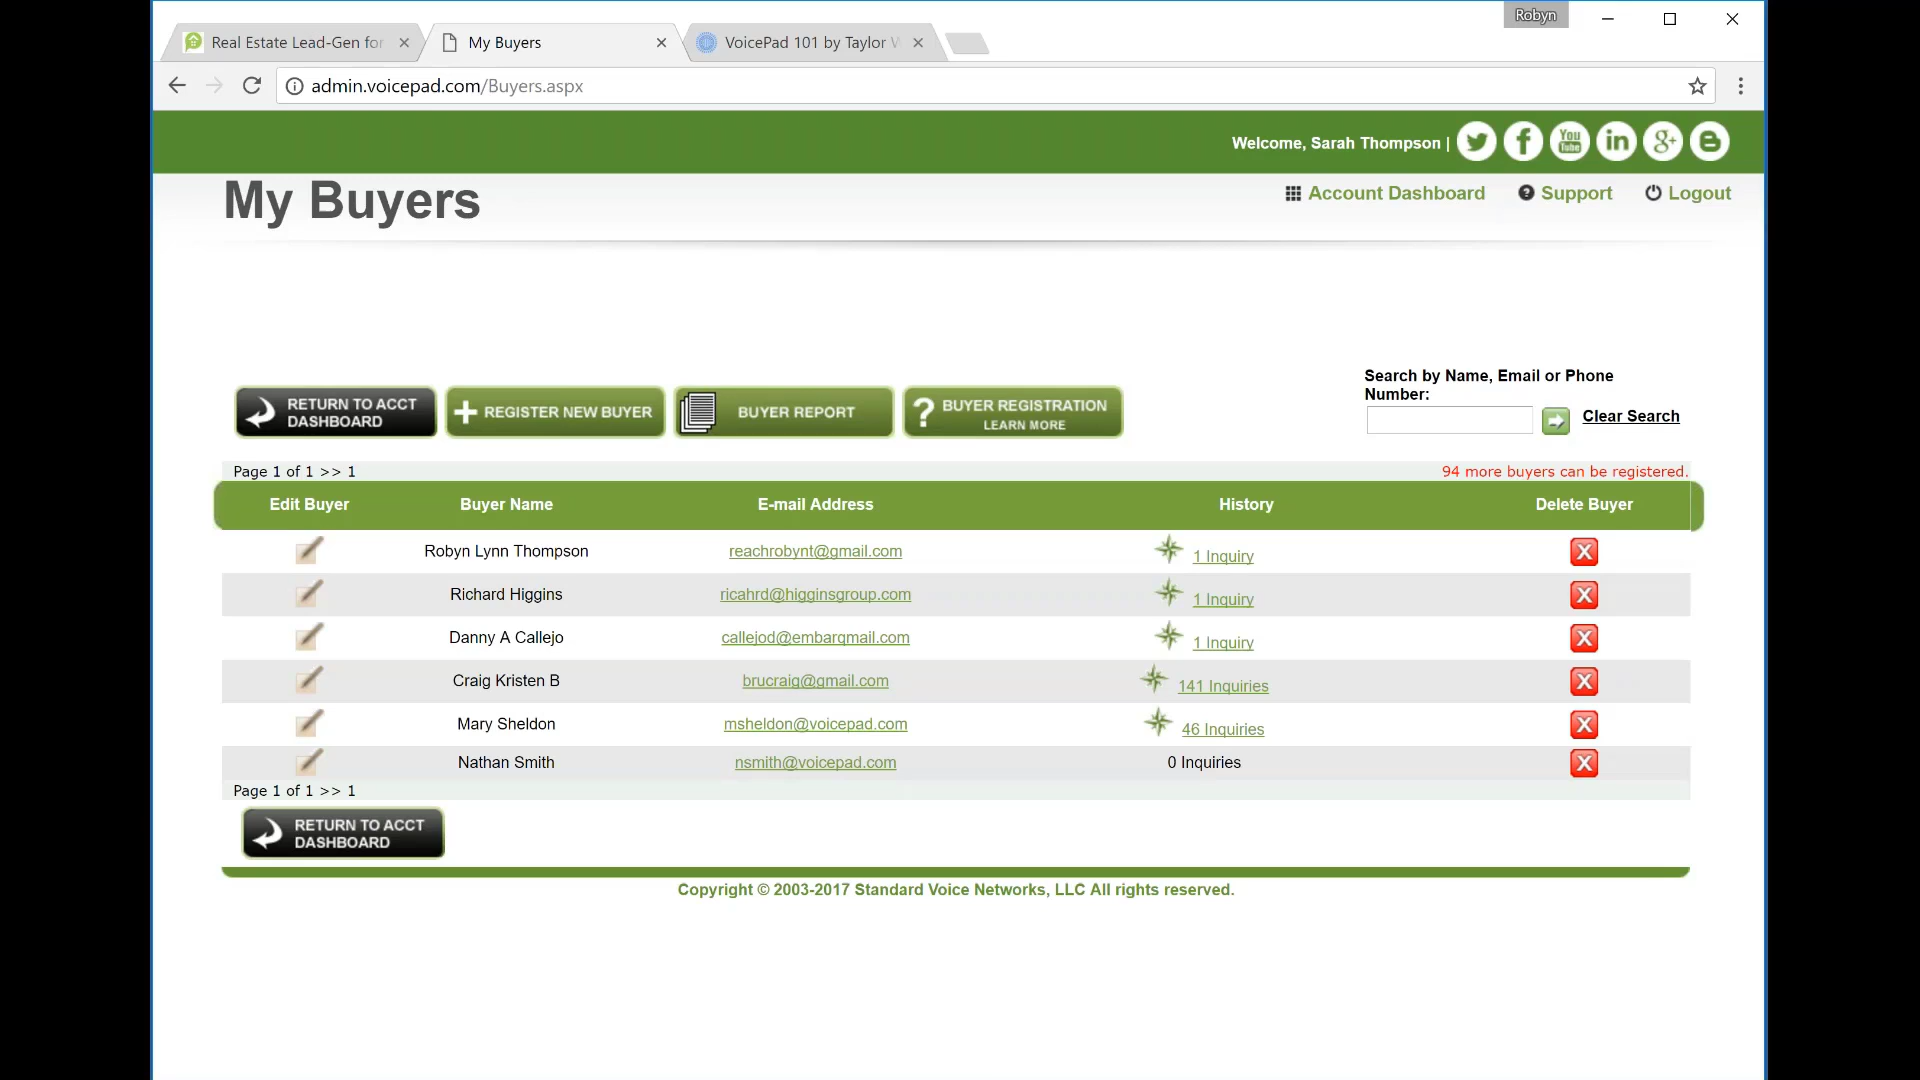 Robyn
Real Estate Lead-Gen for
My Buyers
VoicePad 101 by Taylor W
admin.voicepad.com/Buyers.aspx
Welcome, Sarah Thompson |
You
Tube
in
g+
My Buyers
Account Dashboard
Support
Logout
Search by Name, Email or Phone
Number:
RETURN TO ACCT
DASHBOARD
REGISTER NEW BUYER
BUYER REPORT
BUYER REGISTRATION
LEARN MORE
Clear Search
Page 1 of 1 >> 1
94 more buyers can be registered.
Edit Buyer Buyer Name E-mail Address History Delete Buyer
Robyn Lynn Thompson reachrobynt@gmail.com 1 Inquiry X
Richard Higgins ricahrd@higginsgroup.com 1 Inquiry X
Danny A Callejo callejod@embarqmail.com 1 Inquiry X
Craig Kristen B brucraig@gmail.com 141 Inquiries X
Mary Sheldon msheldon@voicepad.com 46 Inquiries X
Nathan Smith nsmith@voicepad.com 0 Inquiries X
Page 1 of 1 >> 1
RETURN TO ACCT
DASHBOARD
Copyright © 2003-2017 Standard Voice Networks, LLC All rights reserved.